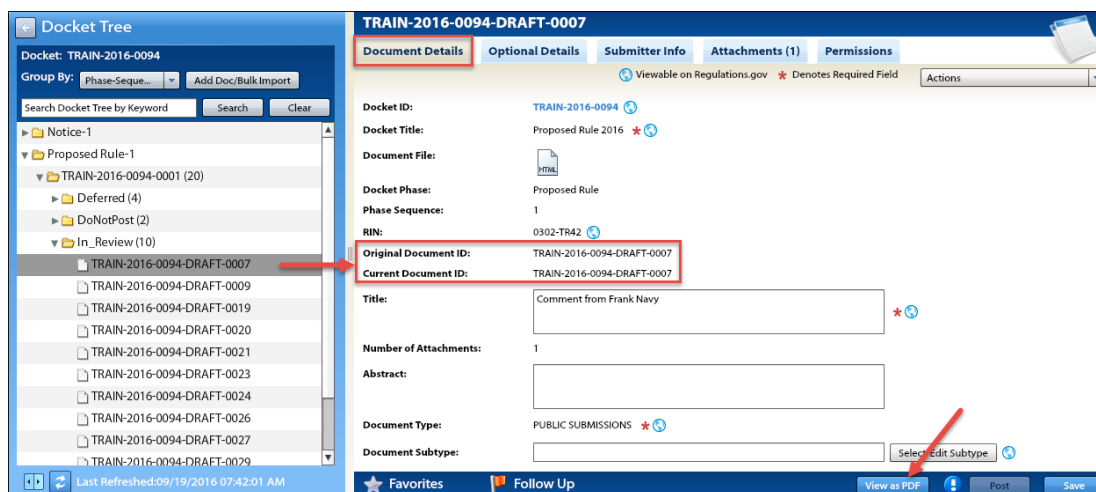 Docket Tree
Docket: TRAIN-2016-0094
Group By: Phase-Seque... Add Doc/Bulk Import
Search Docket Tree by Keyword Search Clear
Notice-1
Proposed Rule-1
TRAIN-2016-0094-0001 (20)
Deferred (4)
DoNotPost (2)
In_Review (10)
TRAIN-2016-0094-DRAFT-0007
TRAIN-2016-0094-DRAFT-0009
TRAIN-2016-0094-DRAFT-0019
TRAIN-2016-0094-DRAFT-0020
TRAIN-2016-0094-DRAFT-0021
TRAIN-2016-0094-DRAFT-0023
TRAIN-2016-0094-DRAFT-0024
TRAIN-2016-0094-DRAFT-0026
TRAIN-2016-0094-DRAFT-0027
TRAIN-2016-0094-DRAFT-0029
Last Refreshed:09/19/2016 07:42:01 AM
TRAIN-2016-0094-DRAFT-0007
Document Details Optional Details Submitter Info Attachments (1) Permissions
Viewable on Regulations.gov * Denotes Required Field Actions
Docket ID: TRAIN-2016-0094
Docket Title: Proposed Rule 2016 *
Document File: HTML
Docket Phase: Proposed Rule
Phase Sequence: 1
RIN: 0302-TR42
Original Document ID: TRAIN-2016-0094-DRAFT-0007
Current Document ID: TRAIN-2016-0094-DRAFT-0007
Title: Comment from Frank Navy *
Number of Attachments: 1
Abstract:
Document Type: PUBLIC SUBMISSIONS *
Document Subtype: Select/Edit Subtype
Favorites Follow Up View as PDF Post Save